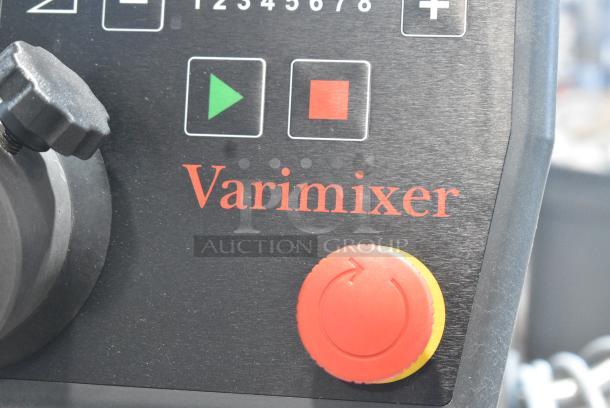 - 1 2 3 4 5 6 7 8 +
Varimixer
PCI
AUCTION GROUP